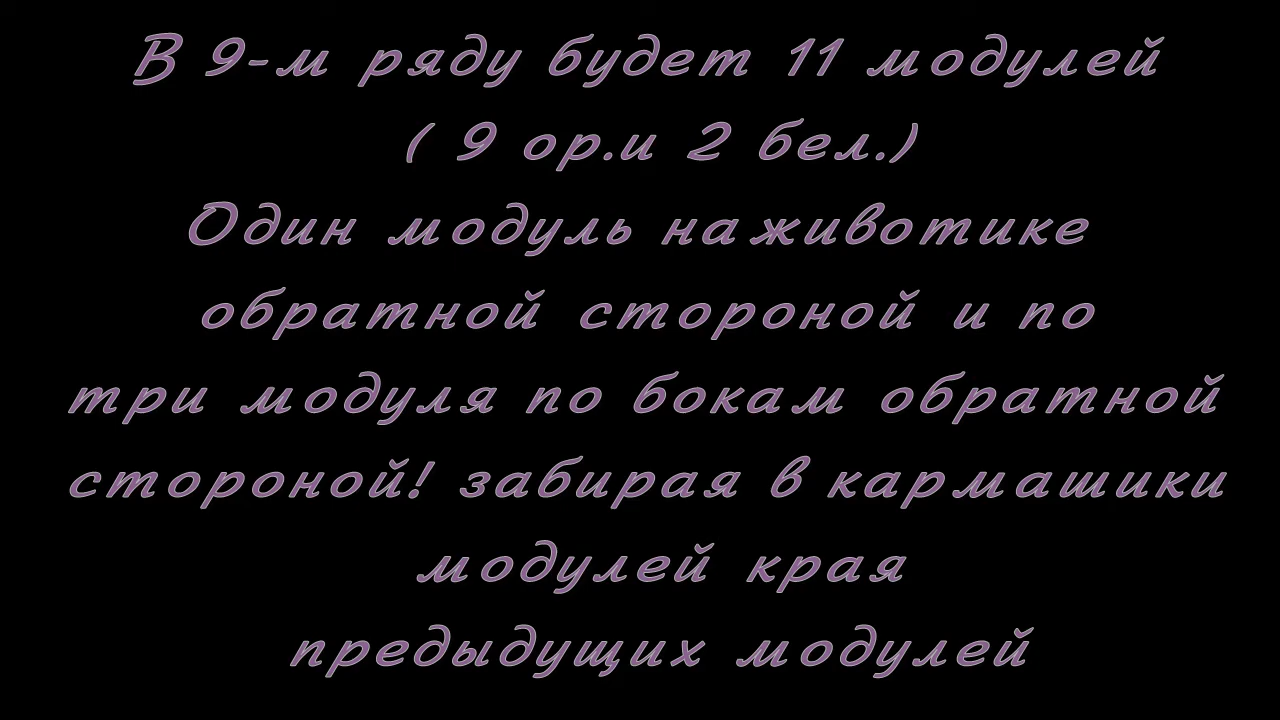 В 9-м ряду будет 11 модулей
( 9 ор.и 2 бел.)
Один модуль наживотике
обратной стороной и по
три модуля по бокам обратной
стороной! забирая в кармашики
модулей края
предыдущих модулей